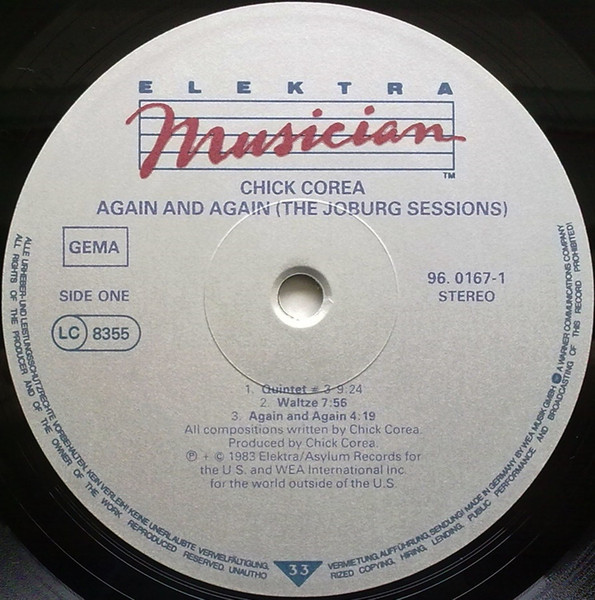 ELEKTRA
Musician
TM
CHICK COREA
AGAIN AND AGAIN (THE JOBURG SESSIONS)
GEMA
96. 0167-1
SIDE ONE
STEREO
LC 8355
1. Quintet # 3 9.24
2. Waltze 7:56
3. Again and Again 4:19
All compositions written by Chick Corea.
Produced by Chick Corea.
℗ + © 1983 Elektra/Asylum Records for
the U.S. and WEA International inc.
for the world outside of the U.S.
33
ALLE URHEBER- UND LEISTUNGSSCHUTZRECHTE VORBEHALTEN. KEIN VERLEIH! KEINE UNERLAUBTE VERVIELFÄLTIGUNG, VERMIETUNG, AUFFÜHRUNG, SENDUNG! MADE IN GERMANY BY WEA MUSIK GMBH A WARNER COMMUNICATIONS COMPANY
ALL RIGHTS OF THE PRODUCER AND OF THE OWNER OF THE WORK REPRODUCED RESERVED. UNAUTHORIZED COPYING, HIRING, LENDING, PUBLIC PERFORMANCE AND BROADCASTING OF THIS RECORD PROHIBITED!